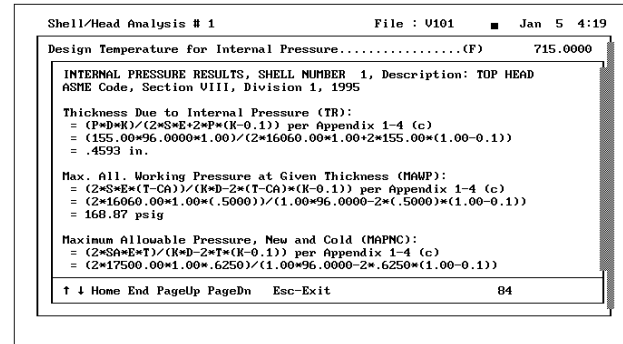 Shell/Head Analysis # 1 File : V101 ■ Jan 5 4:19
Design Temperature for Internal Pressure................(F) 715.0000
INTERNAL PRESSURE RESULTS, SHELL NUMBER 1, Description: TOP HEAD
ASME Code, Section VIII, Division 1, 1995
Thickness Due to Internal Pressure (TR):
= (P*D*K)/(2*S*E+2*P*(K-0.1)) per Appendix 1-4 (c)
= (155.00*96.0000*1.00)/(2*16060.00*1.00+2*155.00*(1.00-0.1))
= .4593 in.
Max. All. Working Pressure at Given Thickness (MAWP):
= (2*S*E*(T-CA))/(K*D-2*(T-CA)*(K-0.1)) per Appendix 1-4 (c)
= (2*16060.00*1.00*(.5000))/(1.00*96.0000-2*(.5000)*(1.00-0.1))
= 168.87 psig
Maximum Allowable Pressure, New and Cold (MAPNC):
= (2*SA*E*T)/(K*D-2*T*(K-0.1)) per Appendix 1-4 (c)
= (2*17500.00*1.00*.6250)/(1.00*96.0000-2*.6250*(1.00-0.1))
↑ ↓ Home End PageUp PageDn Esc-Exit 84